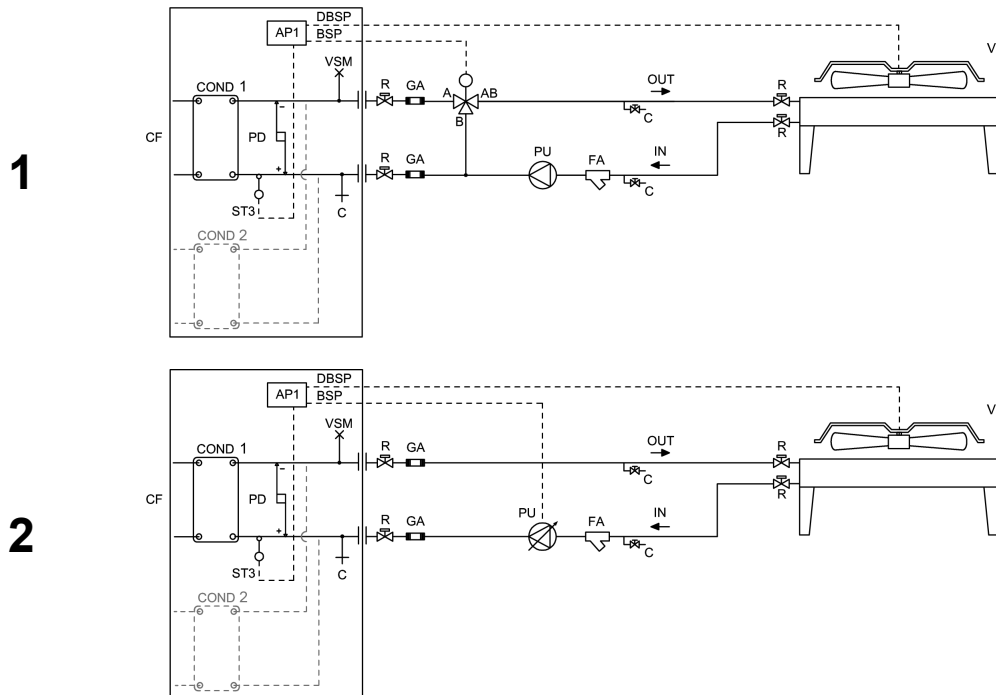 1
DBSP
BSP
AP1
VSM
COND 1
R
GA
A
AB
B
OUT
C
R
V
CF
PD
-
+
R
GA
PU
FA
IN
C
R
ST3
C
COND 2
2
DBSP
BSP
AP1
VSM
COND 1
R
GA
OUT
C
R
V
CF
PD
-
+
R
GA
PU
FA
IN
C
R
ST3
C
COND 2